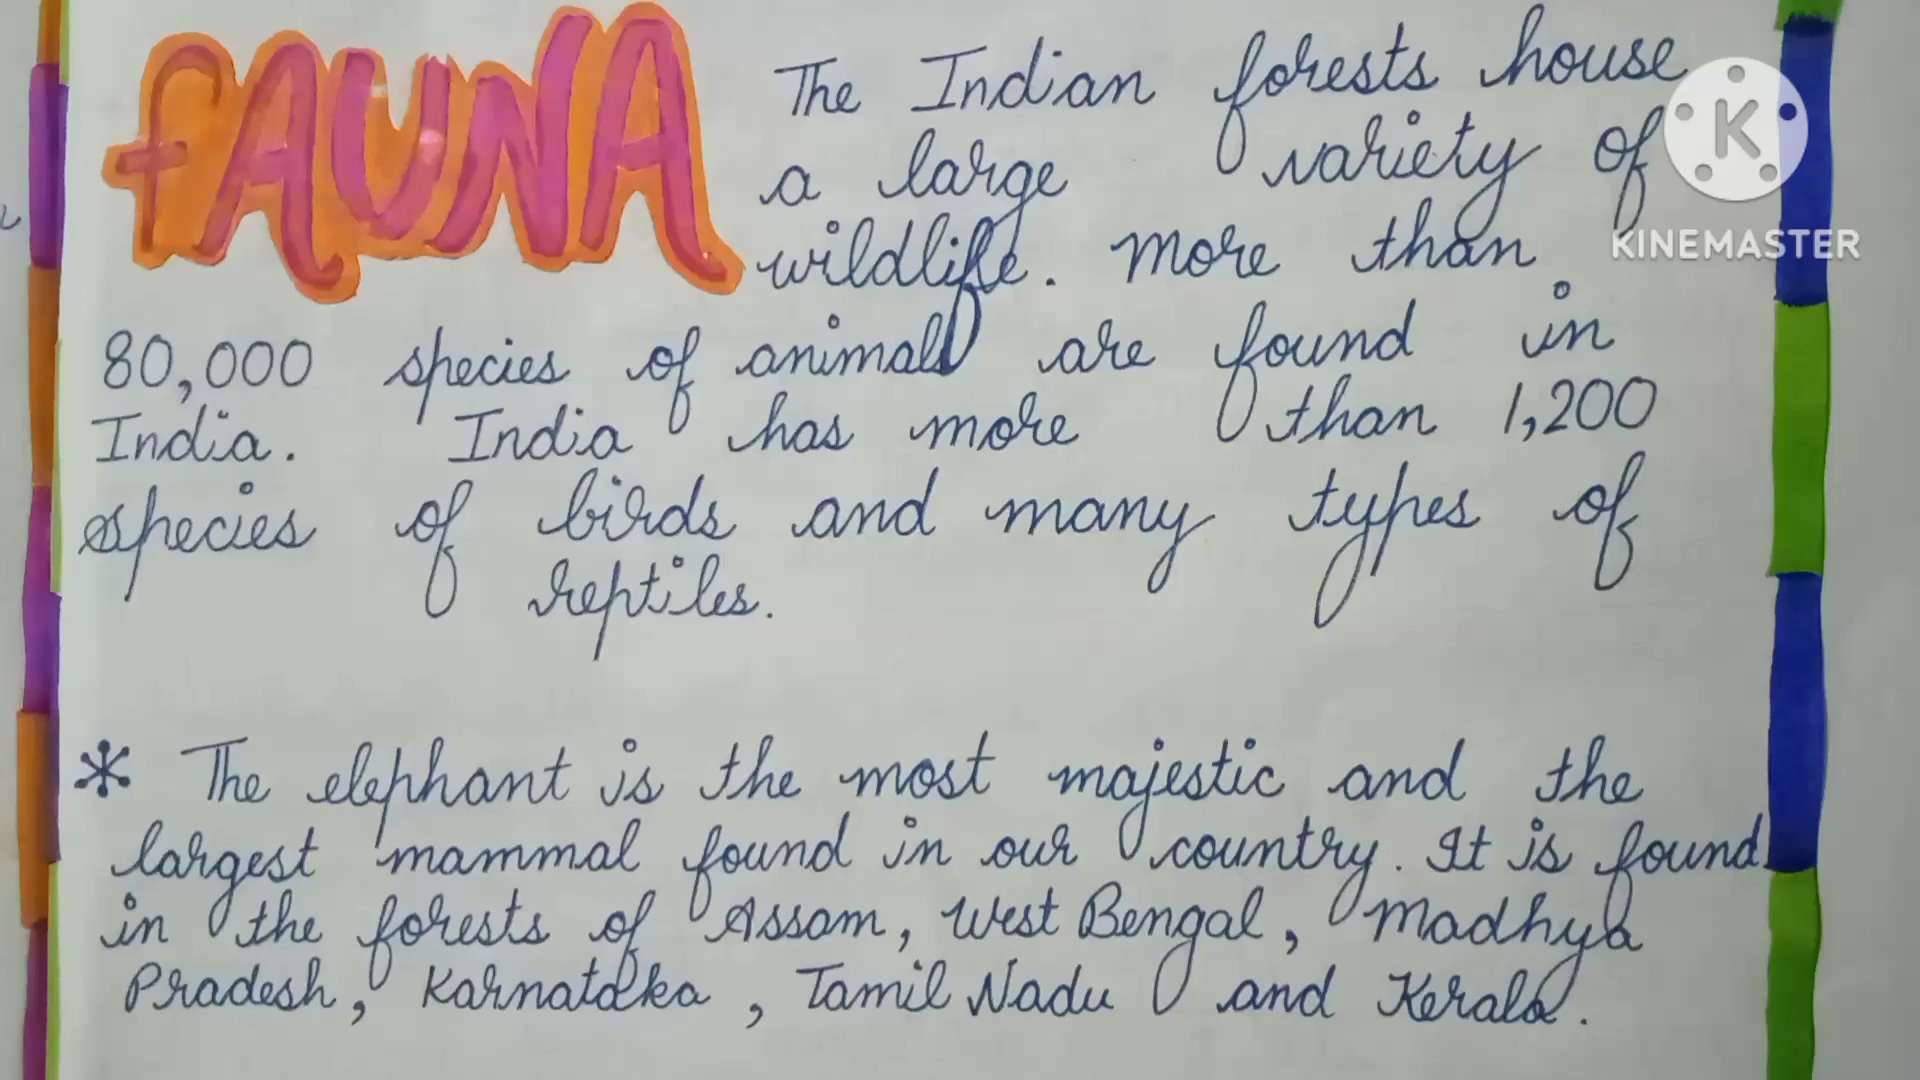 FAUNA
The Indian forests house
a large variety of
wildlife. More than
80,000 species of animals are found in
India. India has more than 1,200
species of birds and many types of
reptiles.
* The elephant is the most majestic and the
largest mammal found in our country. It is found
in the forests of Assam, West Bengal, Madhya
Pradesh, Karnataka, Tamil Nadu and Kerala.
K
KINEMASTER